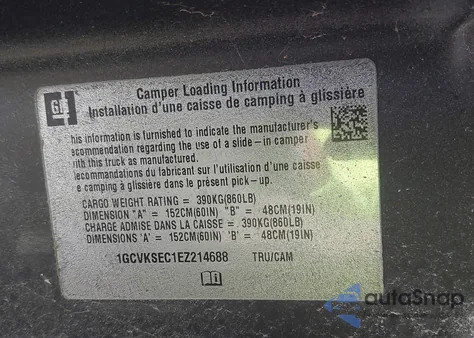 GM
Camper Loading Information
Installation d'une caisse de camping à glissière
his information is furnished to indicate the manufacturer's
ecommendation regarding the use of a slide-in camper
ith this truck as manufactured.
ecommandations du fabricant sur l'utilisation d'une caisse
e camping à glissière dans le présent pick-up.
CARGO WEIGHT RATING = 390KG(860LB)
DIMENSION "A" = 152CM(60IN) "B" = 48CM(19IN)
CHARGE ADMISE DANS LA CAISSE = 390KG(860LB)
DIMENSIONS 'A' = 152CM(60IN) 'B' = 48CM(19IN)
1GCVKSEC1EZ214688 TRU/CAM
autoSnap